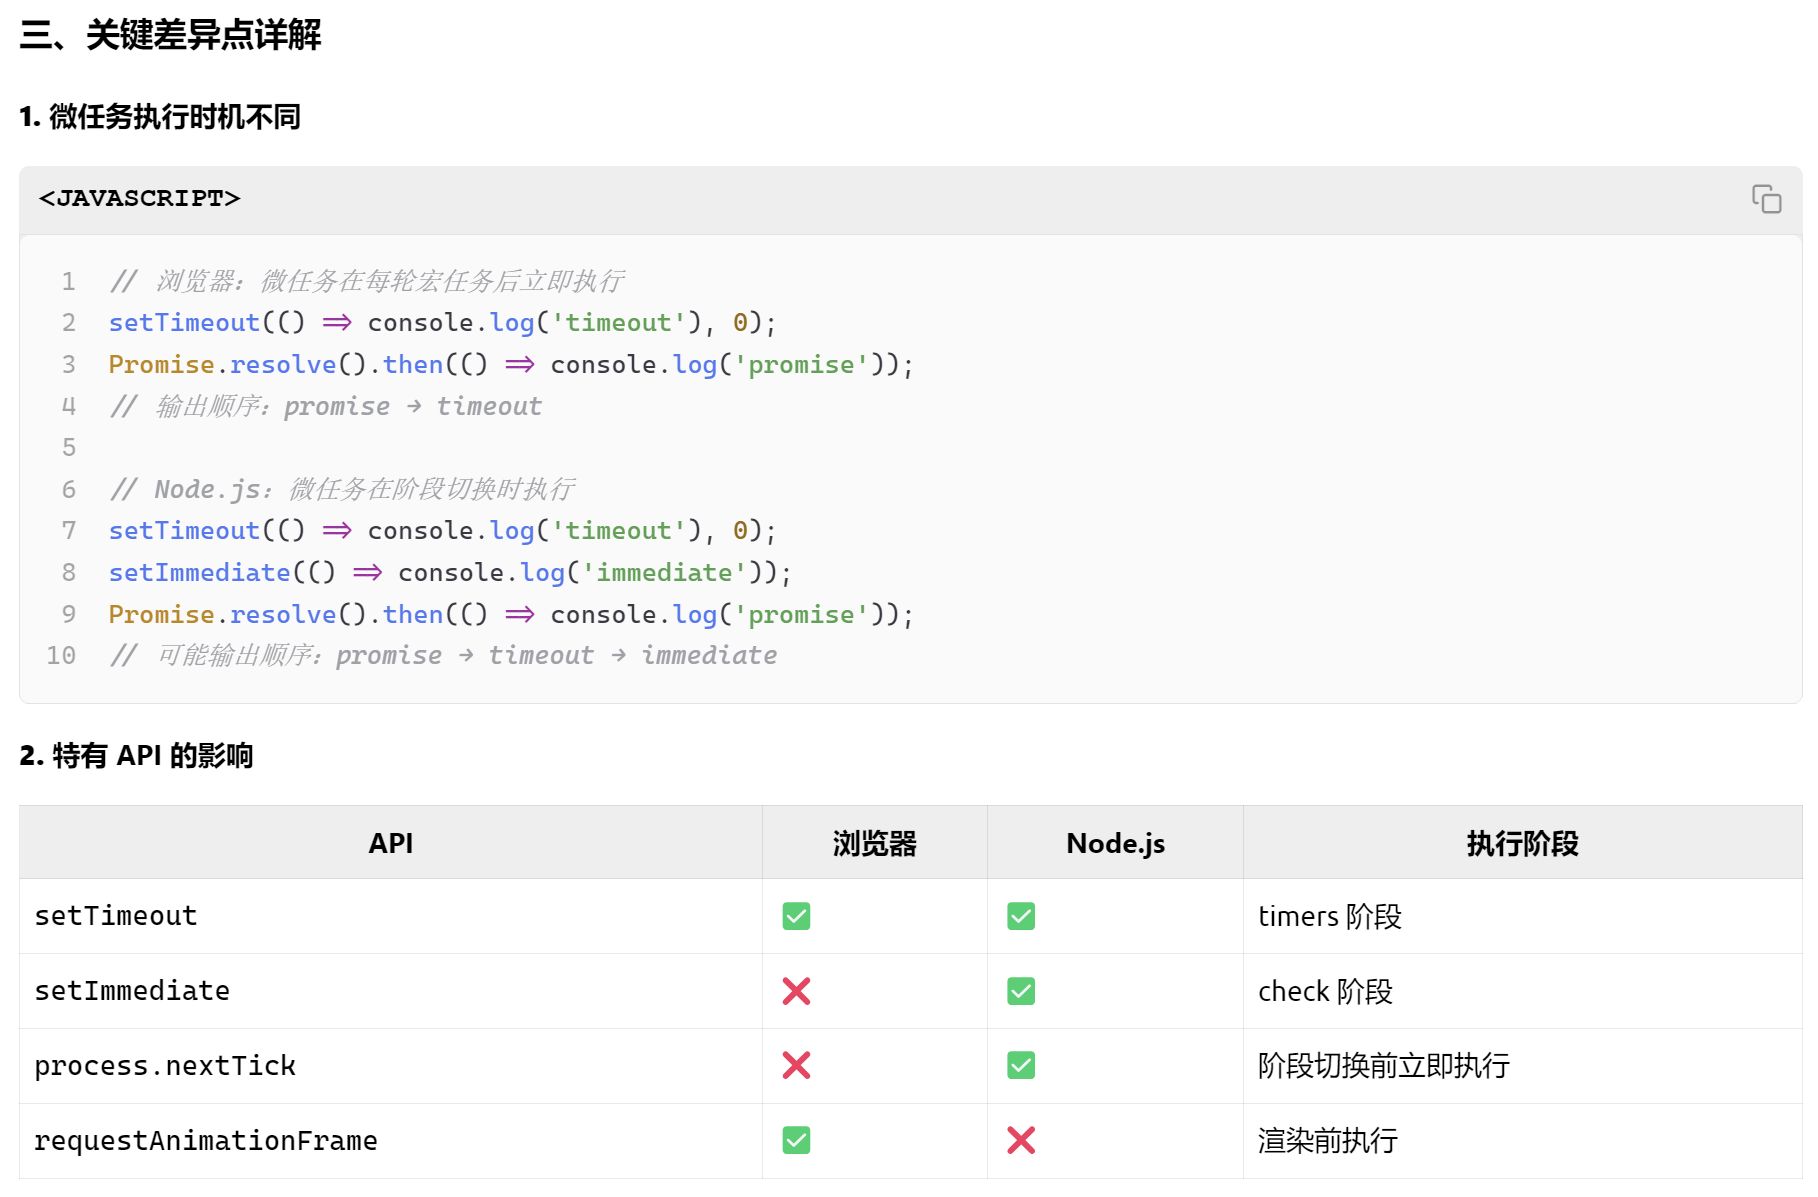 三、关键差异点详解
1. 微任务执行时机不同
<JAVASCRIPT>
1 // 浏览器：微任务在每轮宏任务后立即执行
2 setTimeout(() => console.log('timeout'), 0);
3 Promise.resolve().then(() => console.log('promise'));
4 // 输出顺序：promise → timeout
5
6 // Node.js：微任务在阶段切换时执行
7 setTimeout(() => console.log('timeout'), 0);
8 setImmediate(() => console.log('immediate'));
9 Promise.resolve().then(() => console.log('promise'));
10 // 可能输出顺序：promise → timeout → immediate
2. 特有 API 的影响
API 浏览器 Node.js 执行阶段
setTimeout ✅ ✅ timers 阶段
setImmediate ❌ ✅ check 阶段
process.nextTick ❌ ✅ 阶段切换前立即执行
requestAnimationFrame ✅ ❌ 渲染前执行